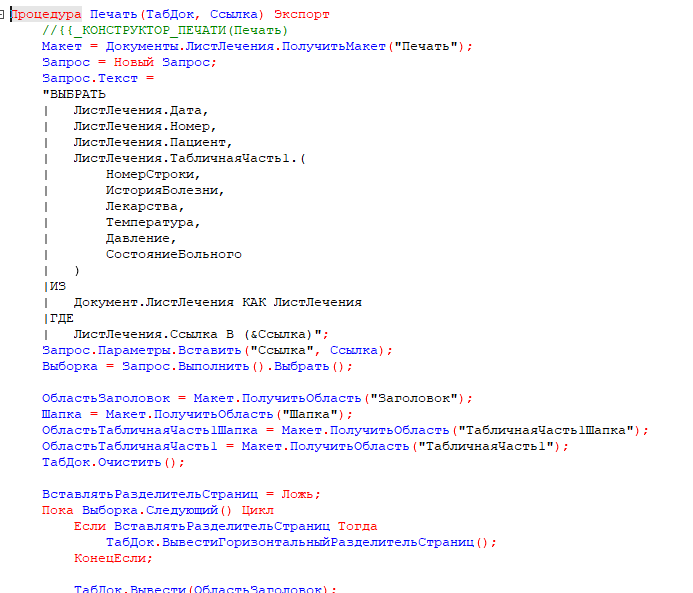 Процедура Печать(ТабДок, Ссылка) Экспорт
//{{_КОНСТРУКТОР_ПЕЧАТИ(Печать)
Макет = Документы.ЛистЛечения.ПолучитьМакет("Печать");
Запрос = Новый Запрос;
Запрос.Текст =
"ВЫБРАТЬ
| ЛистЛечения.Дата,
| ЛистЛечения.Номер,
| ЛистЛечения.Пациент,
| ЛистЛечения.ТабличнаяЧасть1.(
| НомерСтроки,
| ИсторияБолезни,
| Лекарства,
| Температура,
| Давление,
| СостояниеБольного
| )
|ИЗ
| Документ.ЛистЛечения КАК ЛистЛечения
|ГДЕ
| ЛистЛечения.Ссылка В (&Ссылка)";
Запрос.Параметры.Вставить("Ссылка", Ссылка);
Выборка = Запрос.Выполнить().Выбрать();
ОбластьЗаголовок = Макет.ПолучитьОбласть("Заголовок");
Шапка = Макет.ПолучитьОбласть("Шапка");
ОбластьТабличнаяЧасть1Шапка = Макет.ПолучитьОбласть("ТабличнаяЧасть1Шапка");
ОбластьТабличнаяЧасть1 = Макет.ПолучитьОбласть("ТабличнаяЧасть1");
ТабДок.Очистить();
ВставлятьРазделительСтраниц = Ложь;
Пока Выборка.Следующий() Цикл
Если ВставлятьРазделительСтраниц Тогда
ТабДок.ВывестиГоризонтальныйРазделительСтраниц();
КонецЕсли;
ТабДок.Вывести(ОбластьЗаголовок);